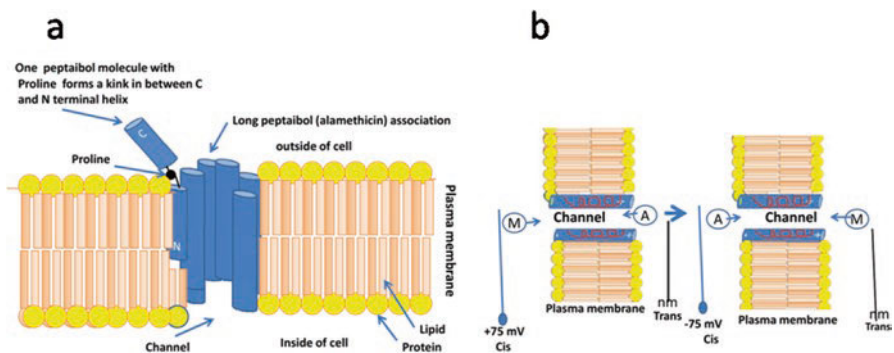 a
One peptaibol molecule with
Proline forms a kink in between C
and N terminal helix
C
Long peptaibol (alamethicin) association
outside of cell
Proline
N
Plasma membrane
Channel
Inside of cell
Lipid
Protein
b
M
Channel
A
+75 mV
Cis
Plasma membrane
nm
Trans
A
Channel
M
-75 mV
Cis
Plasma membrane
nm
Trans